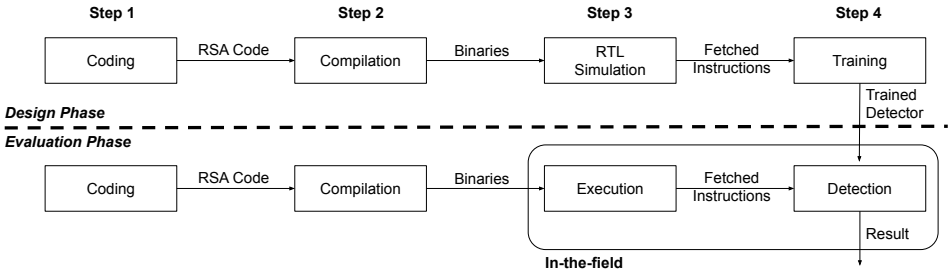 Step 1
Step 2
Step 3
Step 4
Coding
RSA Code
Compilation
Binaries
RTL
Simulation
Fetched
Instructions
Training
Design Phase
Trained
Detector
Evaluation Phase
Coding
RSA Code
Compilation
Binaries
Execution
Fetched
Instructions
Detection
Result
In-the-field